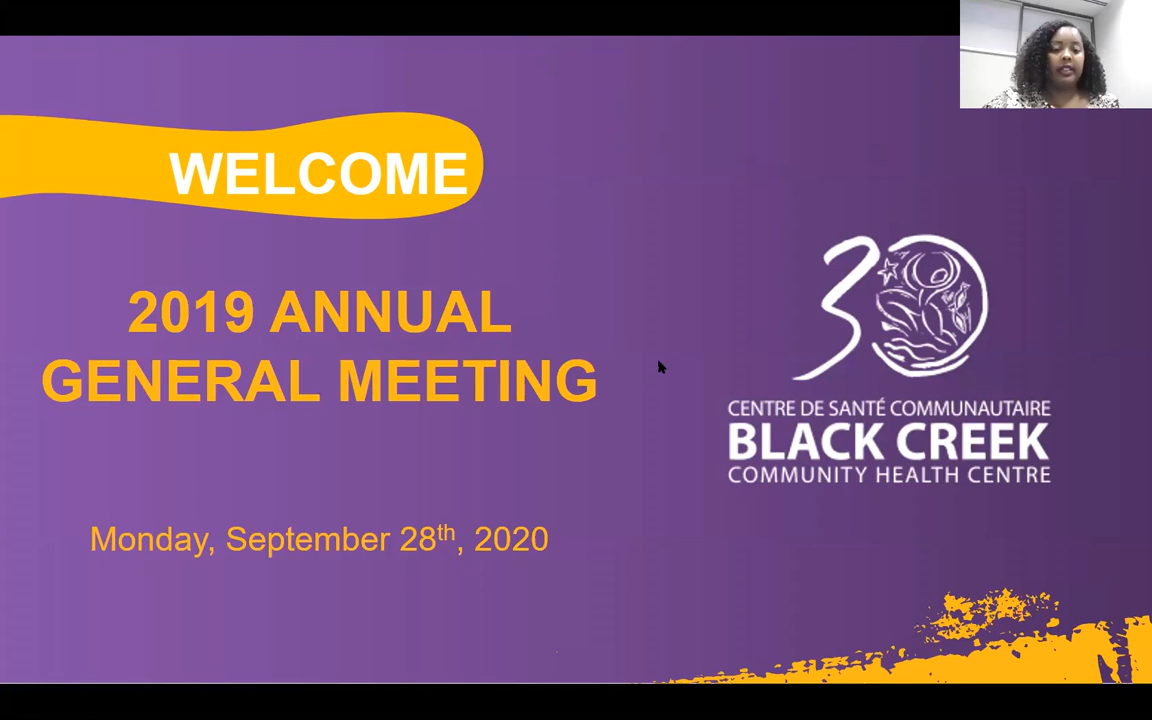 WELCOME
2019 ANNUAL
GENERAL MEETING
Monday, September 28th, 2020
30
CENTRE DE SANTÉ COMMUNAUTAIRE
BLACK CREEK
COMMUNITY HEALTH CENTRE